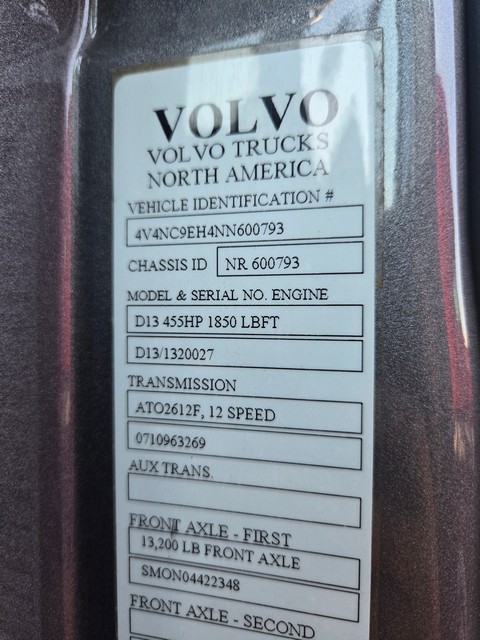 VOLVO
VOLVO TRUCKS
NORTH AMERICA
VEHICLE IDENTIFICATION #
4V4NC9EH4NN600793
CHASSIS ID NR 600793
MODEL & SERIAL NO. ENGINE
D13 455HP 1850 LBFT
D13/1320027
TRANSMISSION
ATO2612F, 12 SPEED
0710963269
AUX TRANS.
FRONT AXLE - FIRST
13,200 LB FRONT AXLE
SMON04422348
FRONT AXLE - SECOND